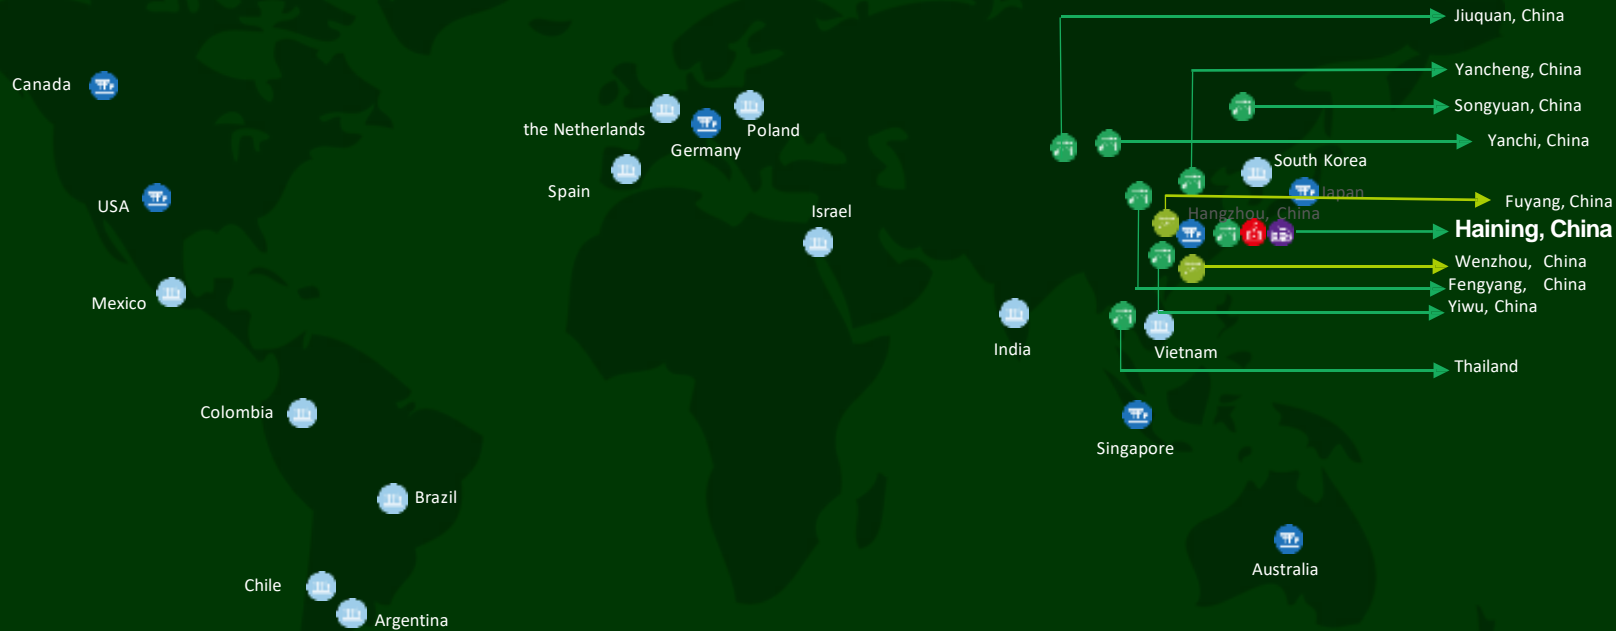 Jiuquan, China
Yancheng, China
Canada
Songyuan, China
the Netherlands
Poland
Germany
Yanchi, China
South Korea
Spain
Japan
USA
Israel
Hangzhou, China
Fuyang, China
Haining, China
Wenzhou, China
Fengyang, China
Mexico
Yiwu, China
India
Vietnam
Thailand
Colombia
Singapore
Brazil
Australia
Chile
Argentina